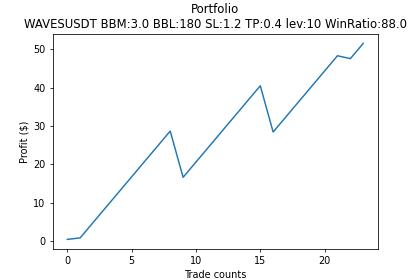 Portfolio
WAVESUSDT BBM:3.0 BBL:180 SL:1.2 TP:0.4 lev:10 WinRatio:88.0
50
40
30
20
10
0
Profit ($)
0 5 10 15 20
Trade counts